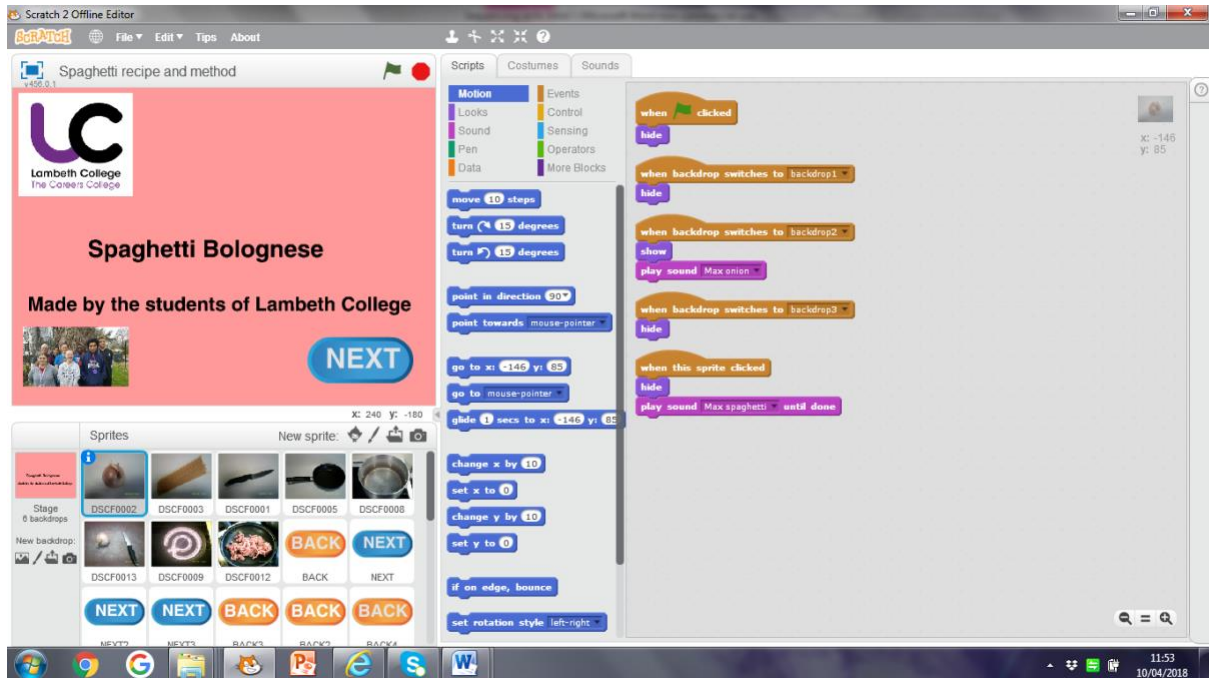 Scratch 2 Offline Editor
SCRATCH File Edit Tips About
Spaghetti recipe and method
v456.0.1
LC
Lambeth College
The Careers College
Spaghetti Bolognese
Made by the students of Lambeth College
NEXT
X: 240 y: -180
Sprites New sprite:
Stage
6 backdrops
New backdrop:
DSCF0002 DSCF0003 DSCF0001 DSCF0005 DSCF0008
BACK NEXT
DSCF0013 DSCF0009 DSCF0012 BACK NEXT
NEXT NEXT BACK BACK BACK
NEXT2 NEXT3 BACK3 BACK2 BACK4
Scripts Costumes Sounds
Motion Events
Looks Control
Sound Sensing
Pen Operators
Data More Blocks
move 10 steps
turn 15 degrees
turn 15 degrees
point in direction 90
point towards mouse-pointer
go to x: -146 y: 85
go to mouse-pointer
glide 1 secs to x: -146 y: 85
change x by 10
set x to 0
change y by 10
set y to 0
if on edge, bounce
set rotation style left-right
when clicked
hide
when backdrop switches to backdrop1
hide
when backdrop switches to backdrop2
show
play sound Max onion
when backdrop switches to backdrop3
hide
when this sprite clicked
hide
play sound Max spaghetti until done
x: -146
y: 85
11:53
10/04/2018